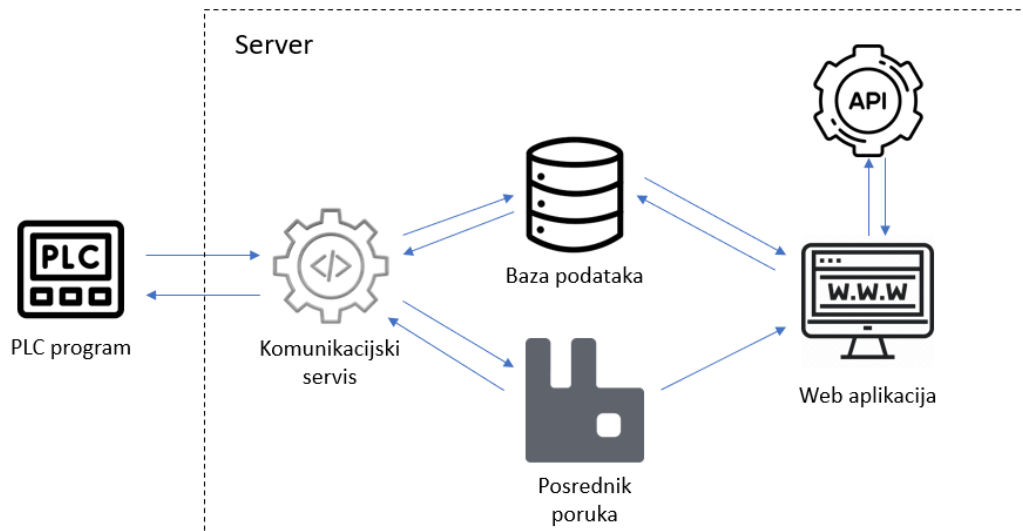 Server
API
PLC
Baza podataka
W.W.W
PLC program
Komunikacijski
servis
Web aplikacija
Posrednik
poruka